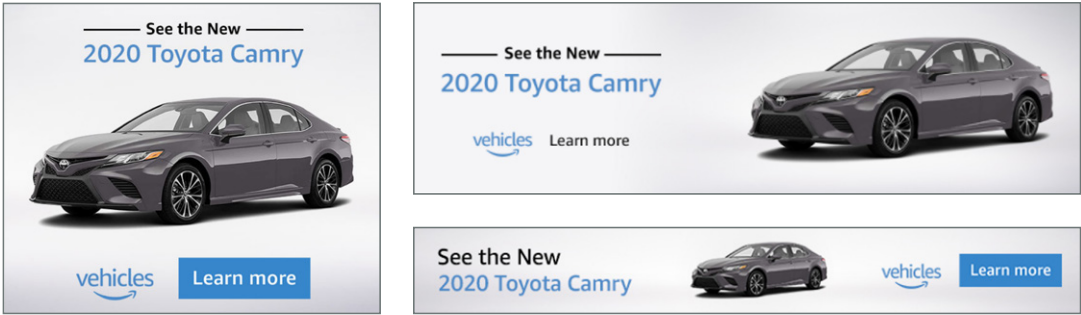 See the New
2020 Toyota Camry
vehicles
Learn more
See the New
2020 Toyota Camry
vehicles Learn more
See the New
2020 Toyota Camry
vehicles
Learn more